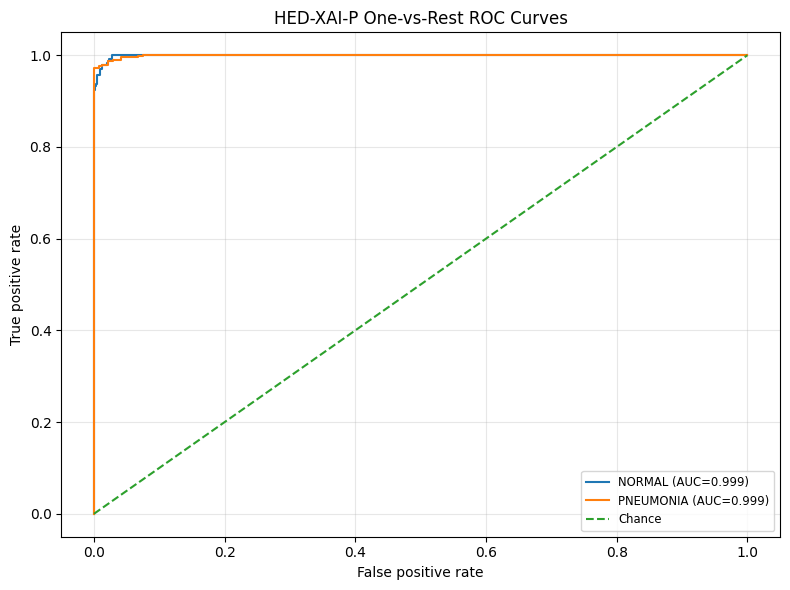 HED-XAI-P One-vs-Rest ROC Curves
True positive rate
1.0
0.8
0.6
0.4
0.2
0.0
NORMAL (AUC=0.999)
PNEUMONIA (AUC=0.999)
Chance
0.0 0.2 0.4 0.6 0.8 1.0
False positive rate